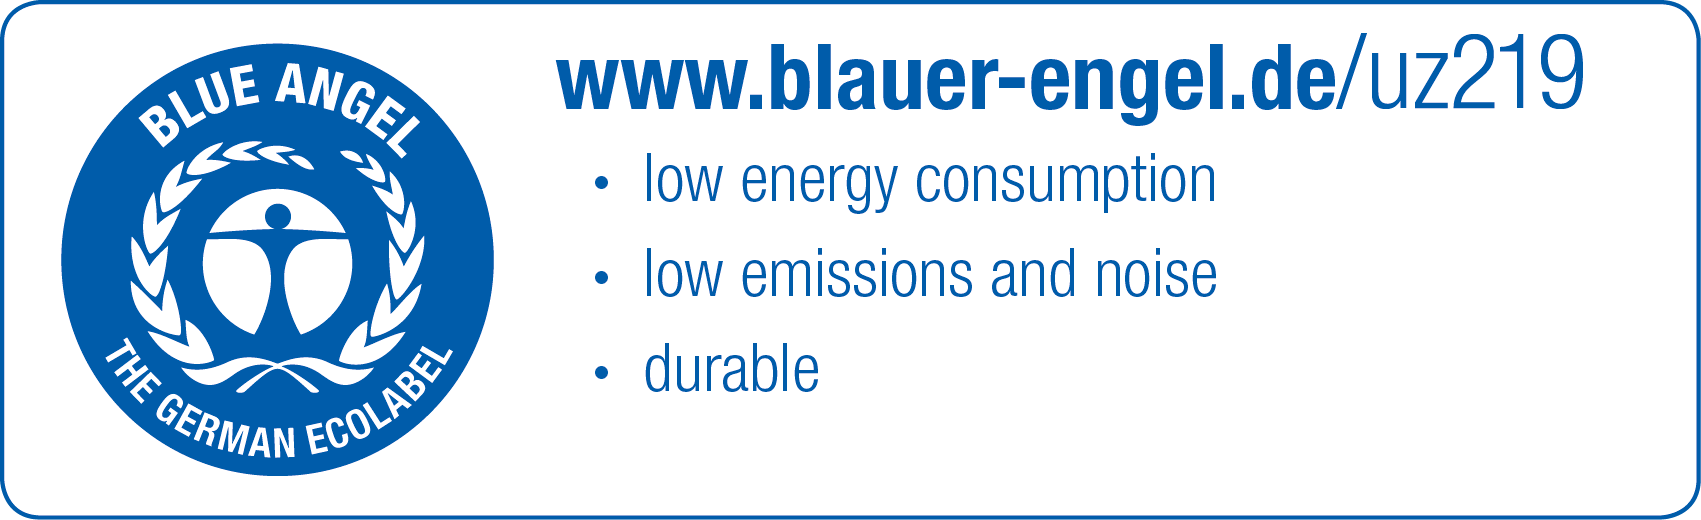 BLUE ANGEL
THE GERMAN ECOLABEL
www.blauer-engel.de/uz219
• low energy consumption
• low emissions and noise
• durable